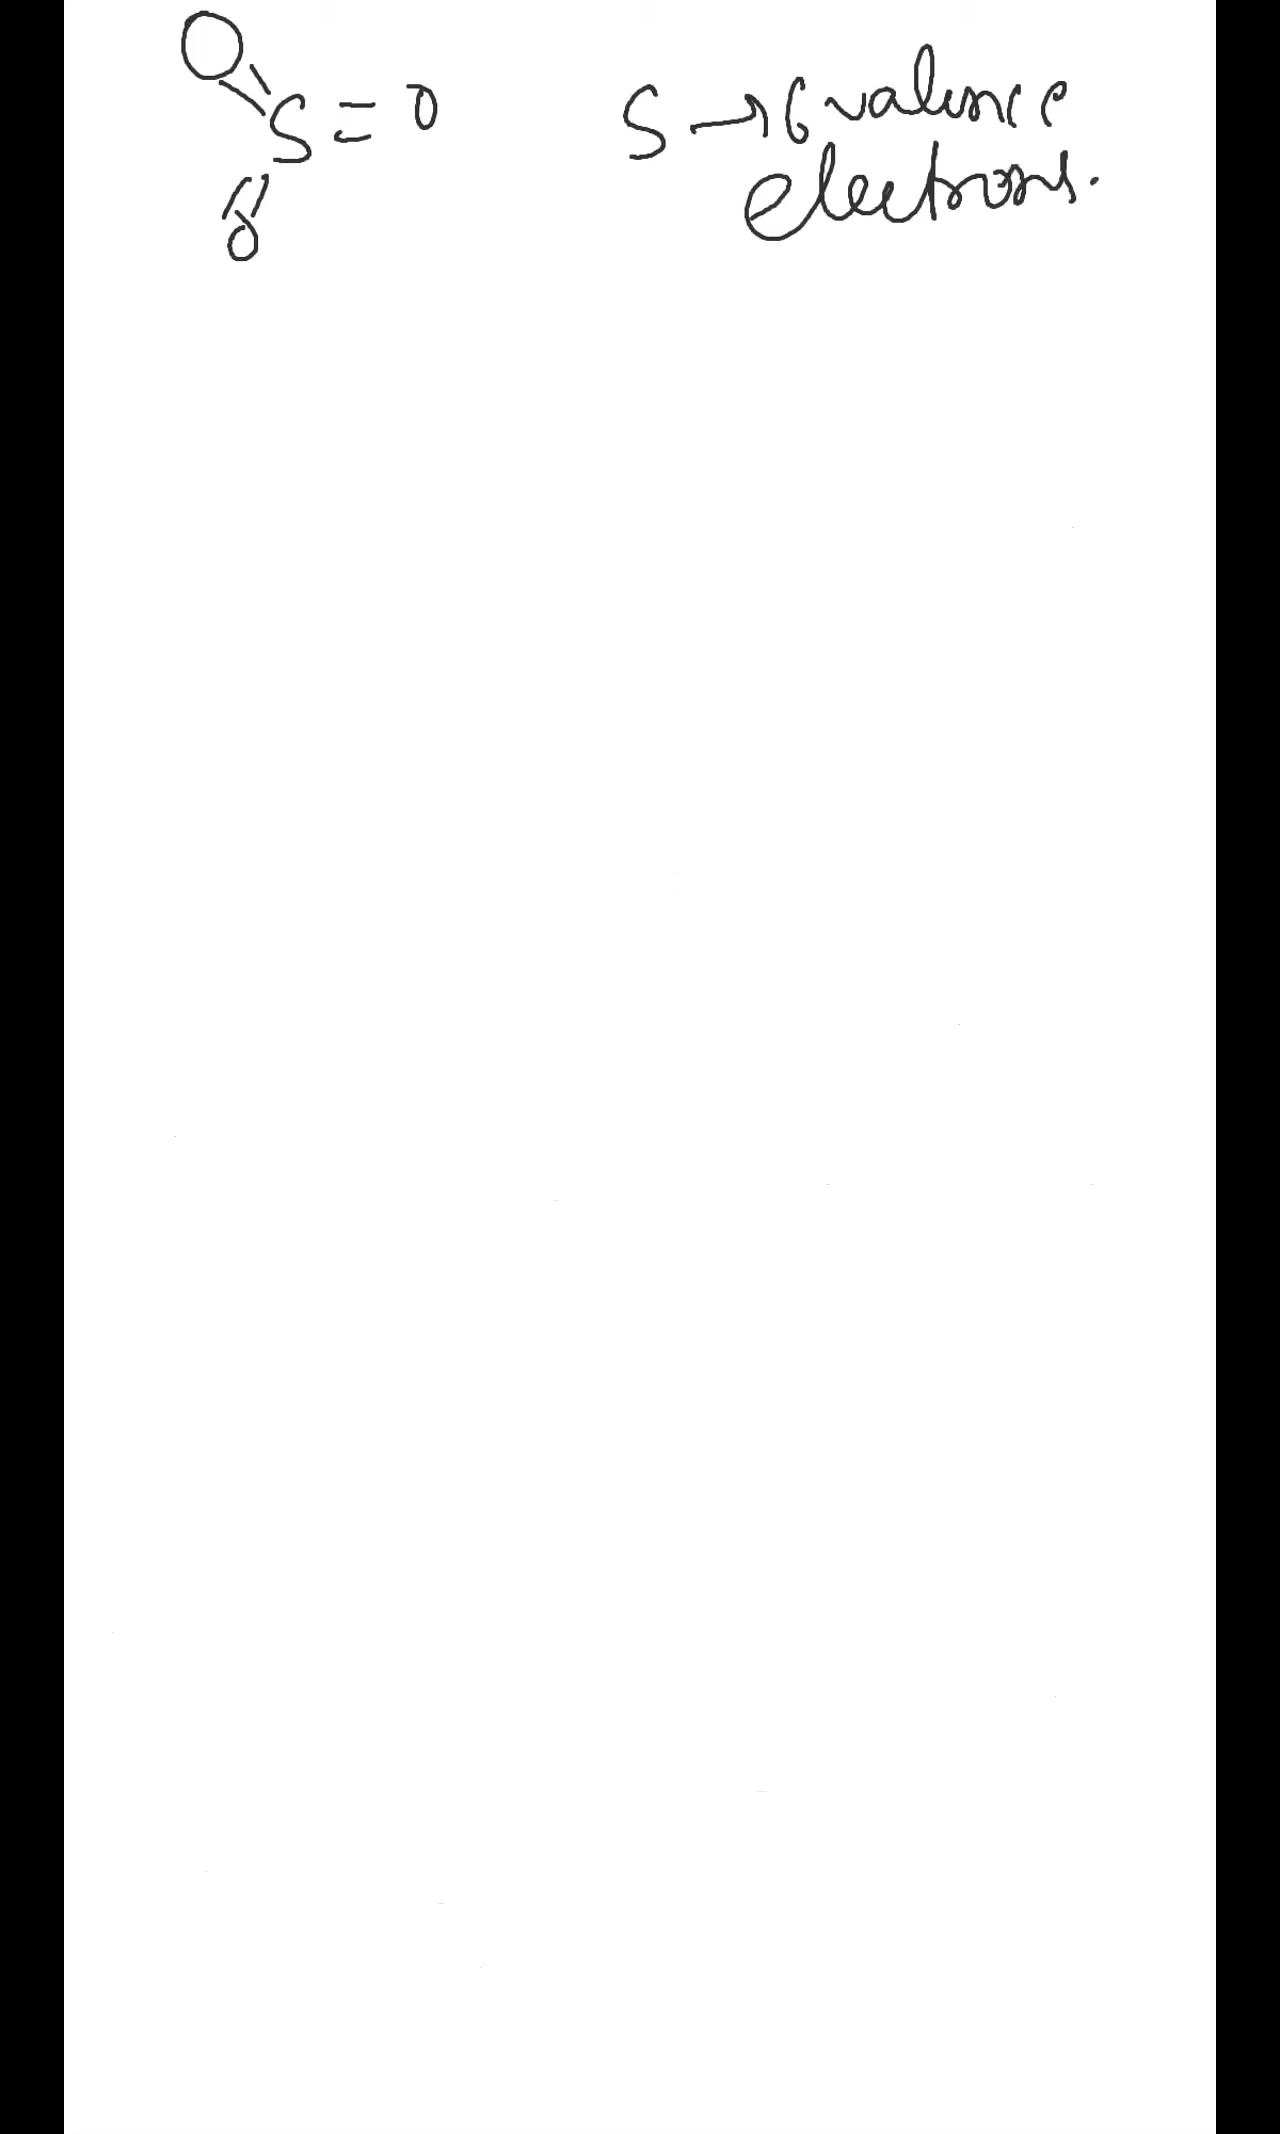 O
S = O
O
S → 6 valence
electrons.